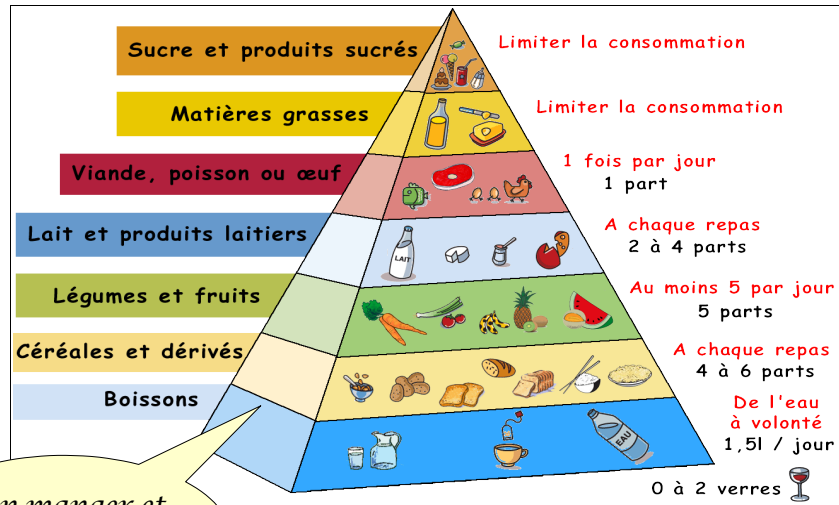 Sucre et produits sucrés
Limiter la consommation
Matières grasses
Limiter la consommation
Viande, poisson ou œuf
1 fois par jour
1 part
Lait et produits laitiers
A chaque repas
2 à 4 parts
LAIT
Légumes et fruits
Au moins 5 par jour
5 parts
Céréales et dérivés
A chaque repas
4 à 6 parts
Boissons
De l'eau
à volonté
1,5l / jour
EAU
0 à 2 verres
manger et